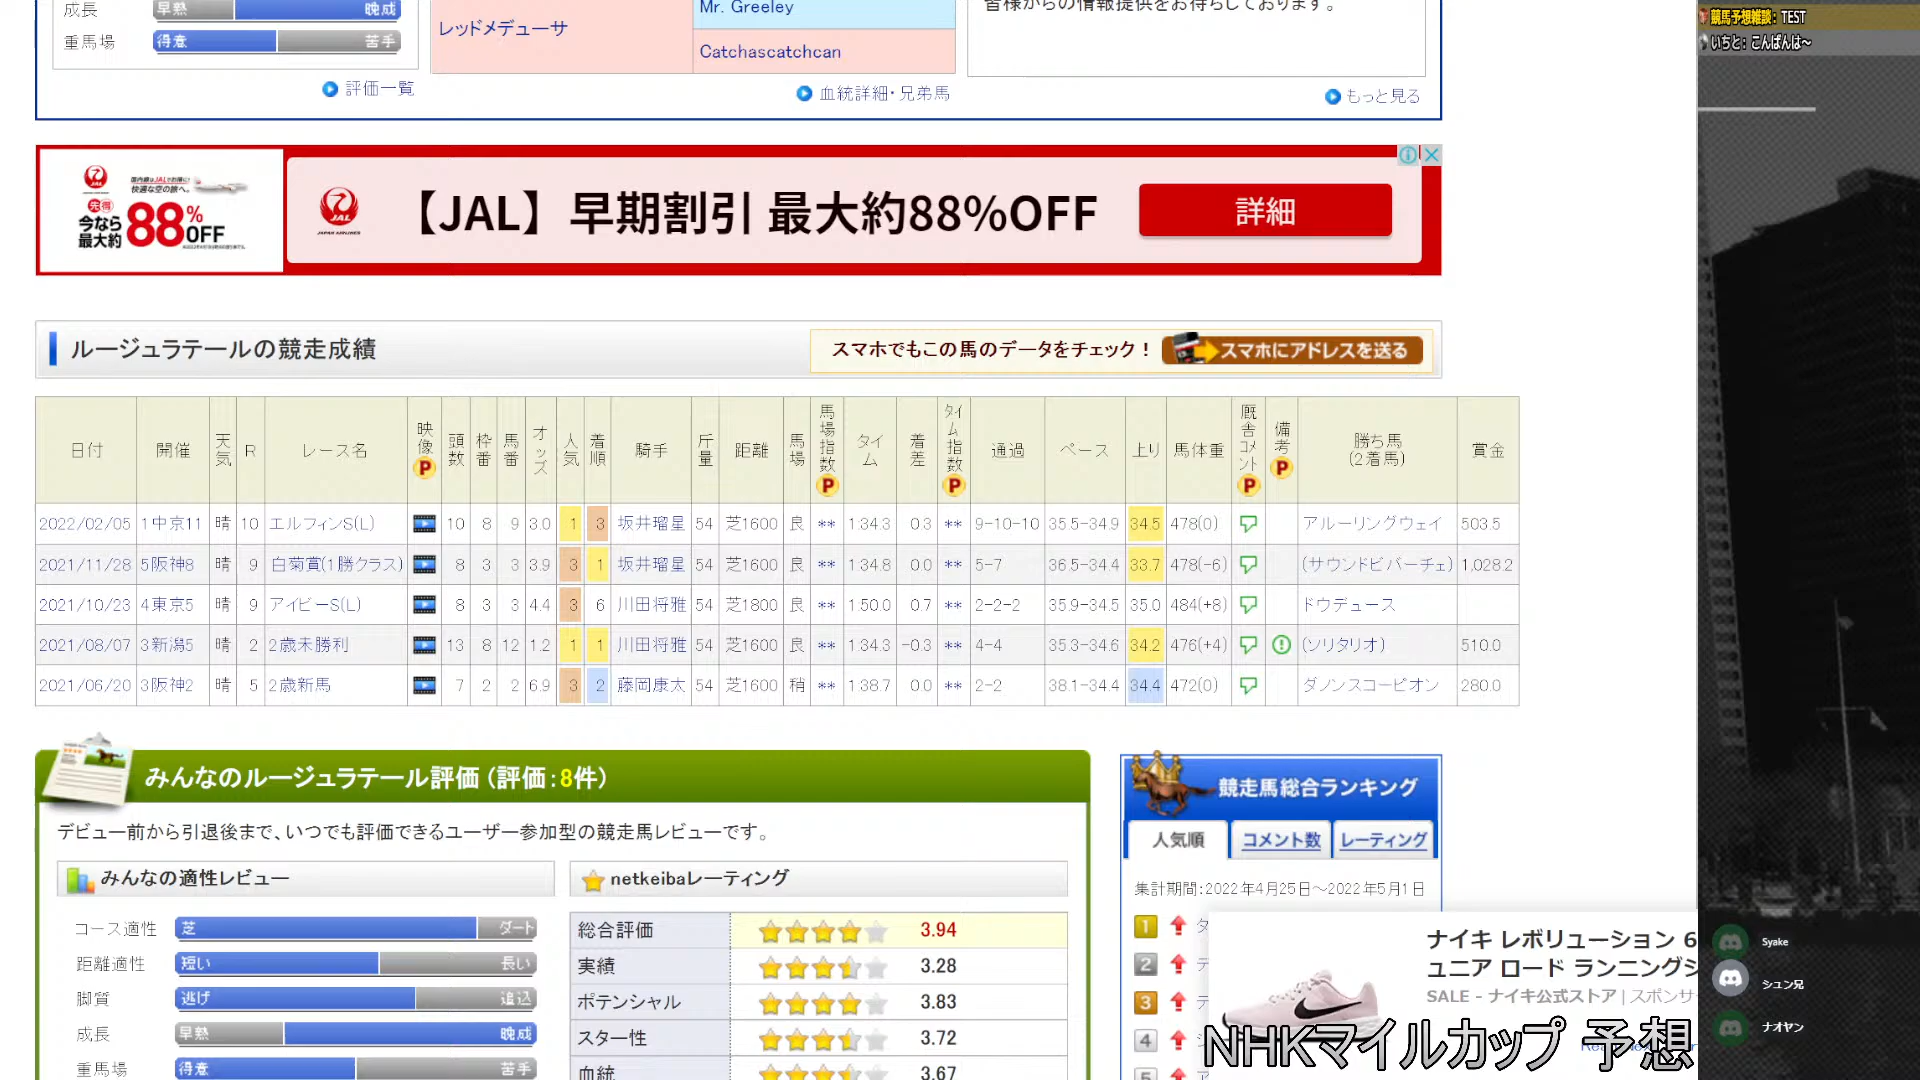 成長 早熟 晩成
重馬場 得意 苦手
評価一覧
レッドメデューサ
Mr. Greeley
Catchascatchcan
血統詳細・兄弟馬
皆様からの情報提供をお待ちしております。
もっと見る
JAL
先得
今なら
最大約88%OFF
JAL
JAPAN AIRLINES
【JAL】早期割引 最大約88%OFF
詳細
ルージュラテールの競走成績
スマホでもこの馬のデータをチェック！
スマホにアドレスを送る
日付 開催 天気 R レース名 映像 P 頭数 枠番 馬番 オッズ 人気 着順 騎手 斤量 距離 馬場 馬場指数 P タイム 着差 タイム指数 P 通過 ペース 上り 馬体重 厩舎コメント P 備考 P 勝ち馬(2着馬) 賞金
2022/02/05 1中京11 晴 10 エルフィンS(L) 10 8 9 3.0 1 3 坂井瑠星 54 芝1600 良 ** 1:34.3 0.3 ** 9-10-10 35.5-34.9 34.5 478(0) アルーリングウェイ 503.5
2021/11/28 5阪神8 晴 9 白菊賞(1勝クラス) 8 3 3 3.9 3 1 坂井瑠星 54 芝1600 良 ** 1:34.8 0.0 ** 5-7 36.5-34.4 33.7 478(-6) (サウンドビバーチェ) 1,028.2
2021/10/23 4東京5 晴 9 アイビーS(L) 8 3 3 4.4 3 6 川田将雅 54 芝1800 良 ** 1:50.0 0.7 ** 2-2-2 35.9-34.5 35.0 484(+8) ドウデュース
2021/08/07 3新潟5 晴 2 2歳未勝利 13 8 12 1.2 1 1 川田将雅 54 芝1600 良 ** 1:34.3 -0.3 ** 4-4 35.3-34.6 34.2 476(+4) (ソリタリオ) 510.0
2021/06/20 3阪神2 晴 5 2歳新馬 7 2 2 6.9 3 2 藤岡康太 54 芝1600 稍 ** 1:38.7 0.0 ** 2-2 38.1-34.4 34.4 472(0) ダノンスコーピオン 280.0
みんなのルージュラテール評価 (評価:8件)
デビュー前から引退後まで、いつでも評価できるユーザー参加型の競走馬レビューです。
みんなの適性レビュー
コース適性 芝 ダート
距離適性 短い 長い
脚質 逃げ 追込
成長 早熟 晩成
重馬場 得意 苦手
netkeibaレーティング
総合評価 3.94
実績 3.28
ポテンシャル 3.83
スター性 3.72
血統 3.67
競走馬総合ランキング
人気順 コメント数 レーティング
集計期間:2022年4月25日～2022年5月1日
1
2
3
4
5
ナイキ レボリューション 6
ュニア ロード ランニングシ
SALE - ナイキ公式ストア | スポンサ
NHKマイルカップ 予想
競馬予想雑談: TEST
いちと: こんばんは～
Syake
シュン兄
ナオヤン